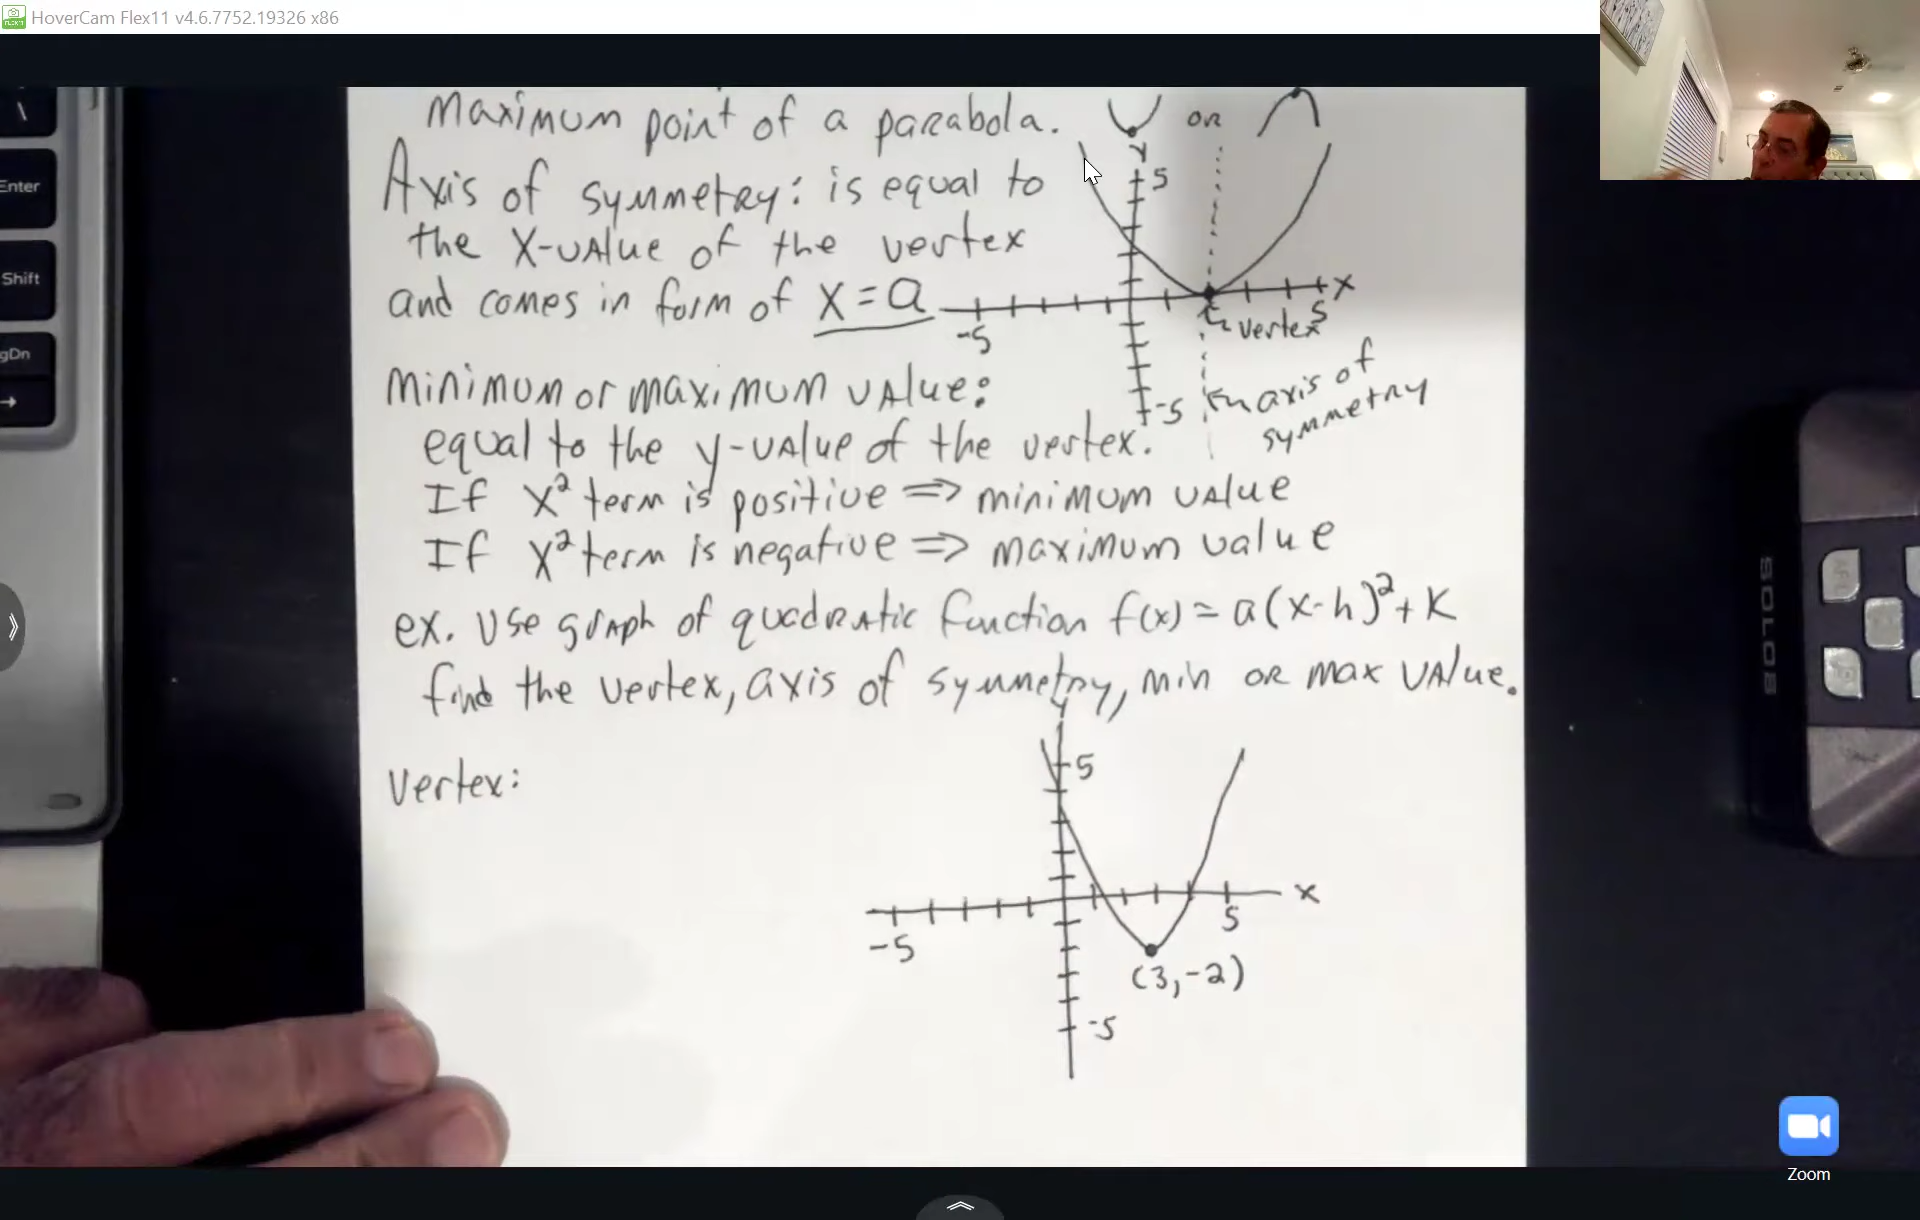 HoverCam Flex11 v4.6.7752.19326 x86
\
Enter
Shift
gDn
→
Maximum point of a parabola.
OR
Axis of symmetry: is equal to
the x-value of the vertex
and comes in form of x = a
y
5
-5
x
5
vertex
-5
axis of
symmetry
Minimum or maximum value:
equal to the y-value of the vertex.
If x² term is positive => minimum value
If x² term is negative => maximum value
ex. Use graph of quadratic function f(x) = a(x-h)²+K
find the vertex, axis of symmetry, min or max value.
Vertex:
y
5
x
-5
5
(3,-2)
-5
SOLO8
Zoom